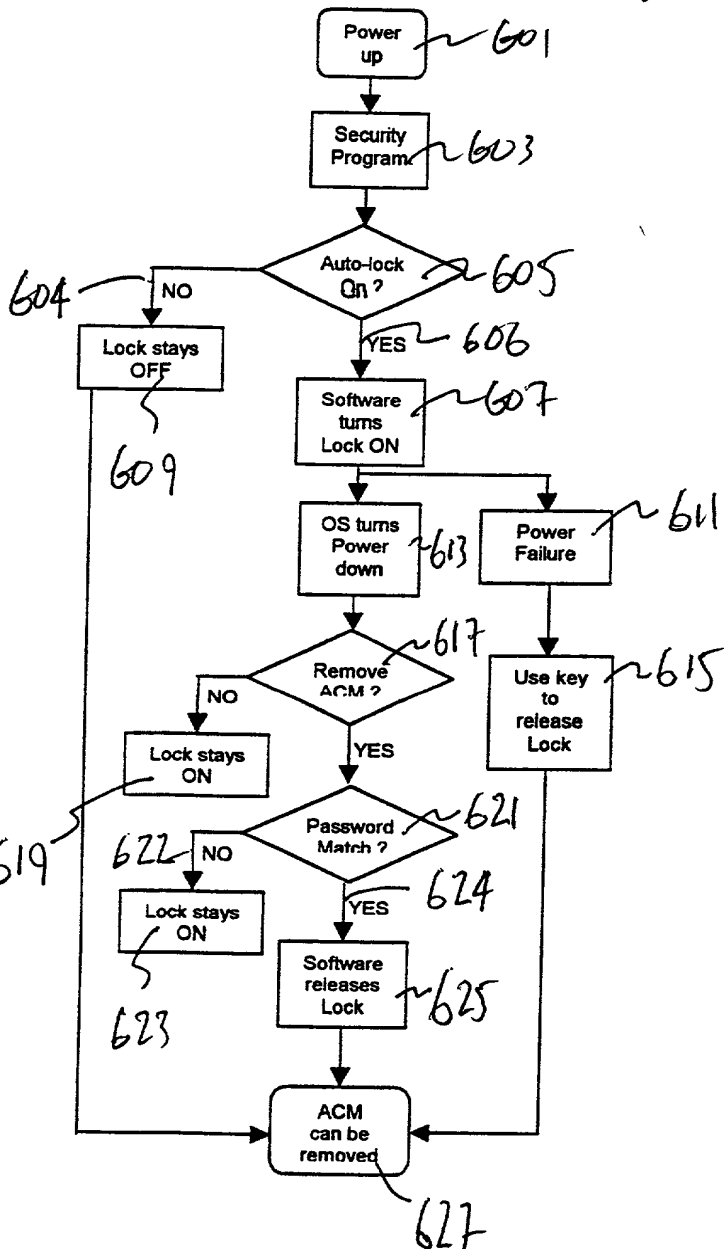 Power
up
601
Security
Program
603
Auto-lock
On ?
605
604
NO
YES
606
Lock stays
OFF
609
Software
turns
Lock ON
607
OS turns
Power
down
613
Power
Failure
611
Remove
ACM ?
617
NO
YES
Use key
to
release
Lock
615
Lock stays
ON
619
Password
Match ?
621
622
NO
YES
624
Lock stays
ON
623
Software
releases
Lock
625
ACM
can be
removed
627